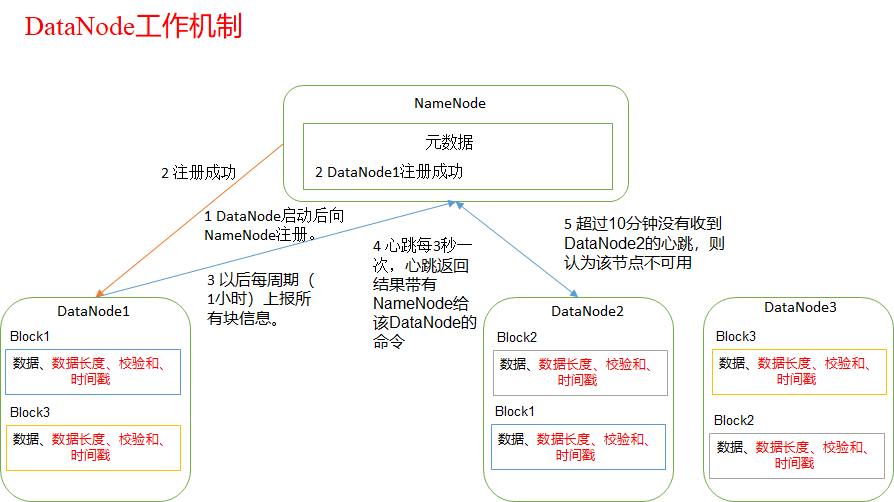 DataNode工作机制
NameNode
元数据
2 DataNode1注册成功
2 注册成功
1 DataNode启动后向
NameNode注册。
3 以后每周期（
1小时）上报所
有块信息。
4 心跳每3秒一
次，心跳返回
结果带有
NameNode给
该DataNode的
命令
5 超过10分钟没有收到
DataNode2的心跳，则
认为该节点不可用
DataNode1
Block1
数据、数据长度、校验和、
时间戳
Block3
数据、数据长度、校验和、
时间戳
DataNode2
Block2
数据、数据长度、校验和、
时间戳
Block1
数据、数据长度、校验和、
时间戳
DataNode3
Block3
数据、数据长度、校验和、
时间戳
Block2
数据、数据长度、校验和、
时间戳